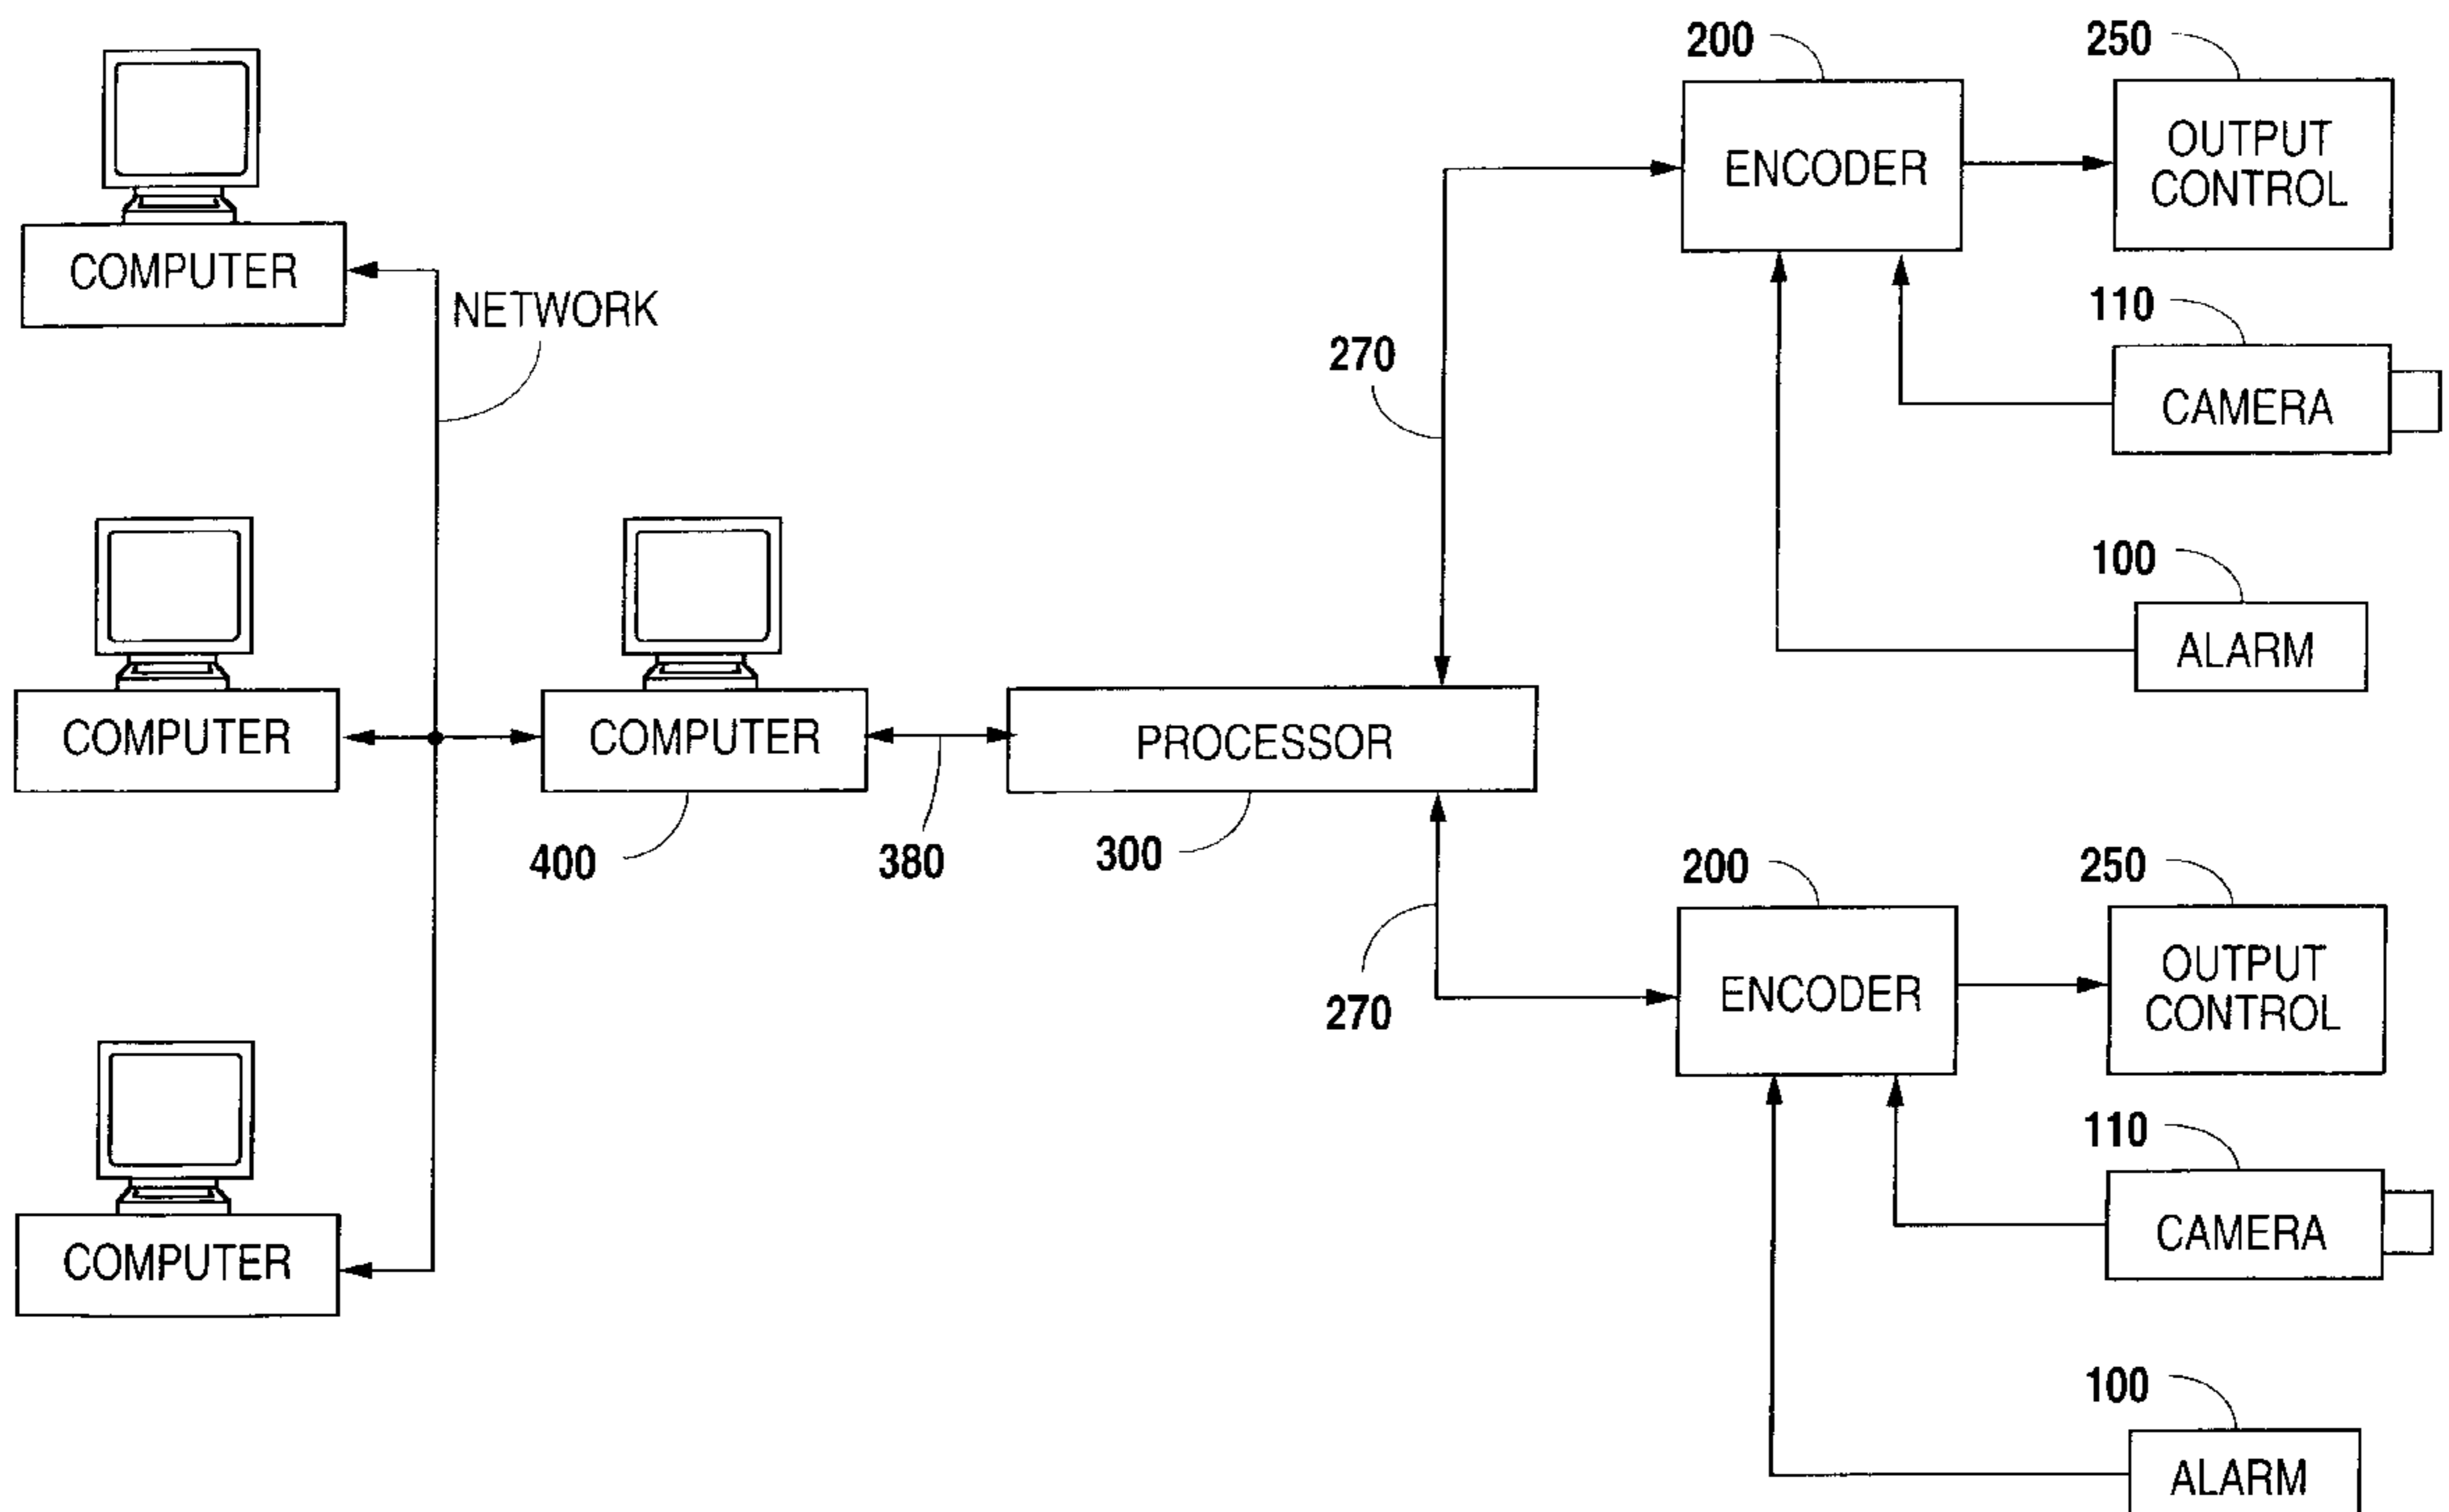 200
250
ENCODER
OUTPUT
CONTROL
COMPUTER
NETWORK
110
270
CAMERA
100
ALARM
COMPUTER
COMPUTER
PROCESSOR
400
380
300
200
250
270
ENCODER
OUTPUT
CONTROL
110
CAMERA
COMPUTER
100
ALARM